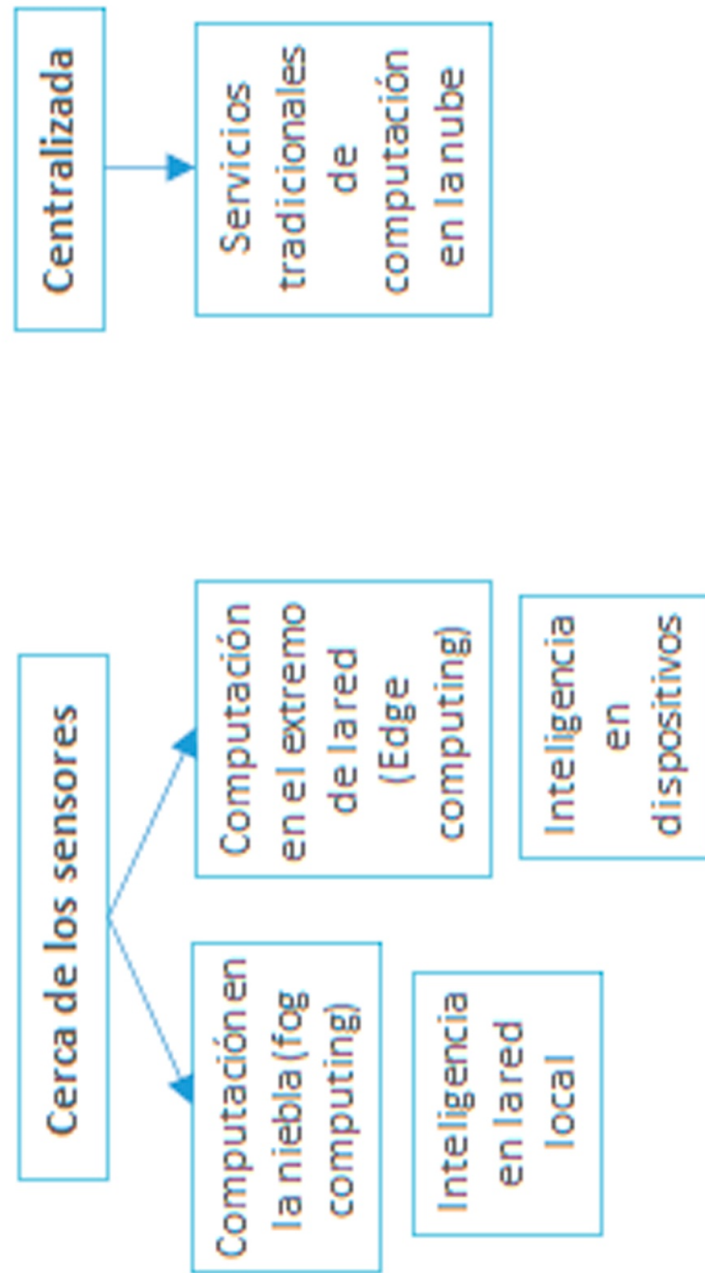 Cerca de los sensores
Computación en
la niebla (fog
computing)
Inteligencia
en la red
local
Computación
en el extremo
de la red
(Edge
computing)
Inteligencia
en
dispositivos
Centralizada
Servicios
tradicionales
de
computación
en la nube